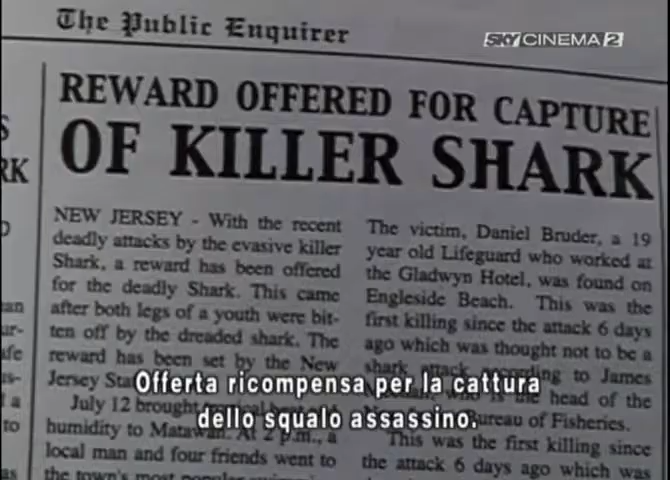 The Public Enquirer
SKY CINEMA 2
REWARD OFFERED FOR CAPTURE
OF KILLER SHARK
NEW JERSEY - With the recent
deadly attacks by the evasive killer
Shark, a reward has been offered
for the deadly Shark. This came
after both legs of a youth were bit-
ten off by the dreaded shark. The
reward has been set by the New
Jersey
July 12 brought
humidity to Matawan. At 2 p.m., a
local man and four friends went to
the town's most popular
The victim, Daniel Bruder, a 19
year old Lifeguard who worked at
the Gladwyn Hotel, was found on
Engleside Beach. This was the
first killing since the attack 6 days
ago which was thought not to be a
shark attack according to James
who is the head of the
Bureau of Fisheries.
This was the first killing since
the attack 6 days ago which was
Offerta ricompensa per la cattura
dello squalo assassino.